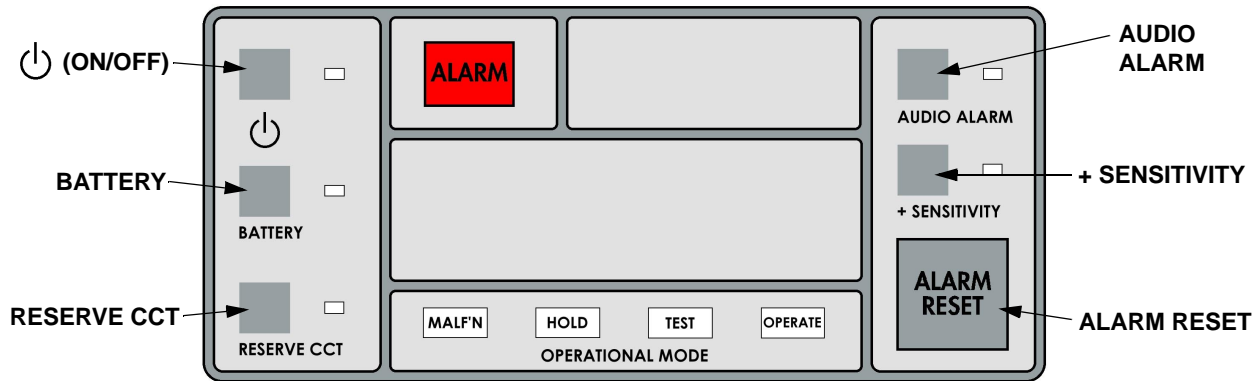 (ON/OFF)
BATTERY
RESERVE CCT
BATTERY
RESERVE CCT
ALARM
MALF'N
HOLD
TEST
OPERATE
OPERATIONAL MODE
AUDIO ALARM
+ SENSITIVITY
ALARM
RESET
AUDIO
ALARM
+ SENSITIVITY
ALARM RESET